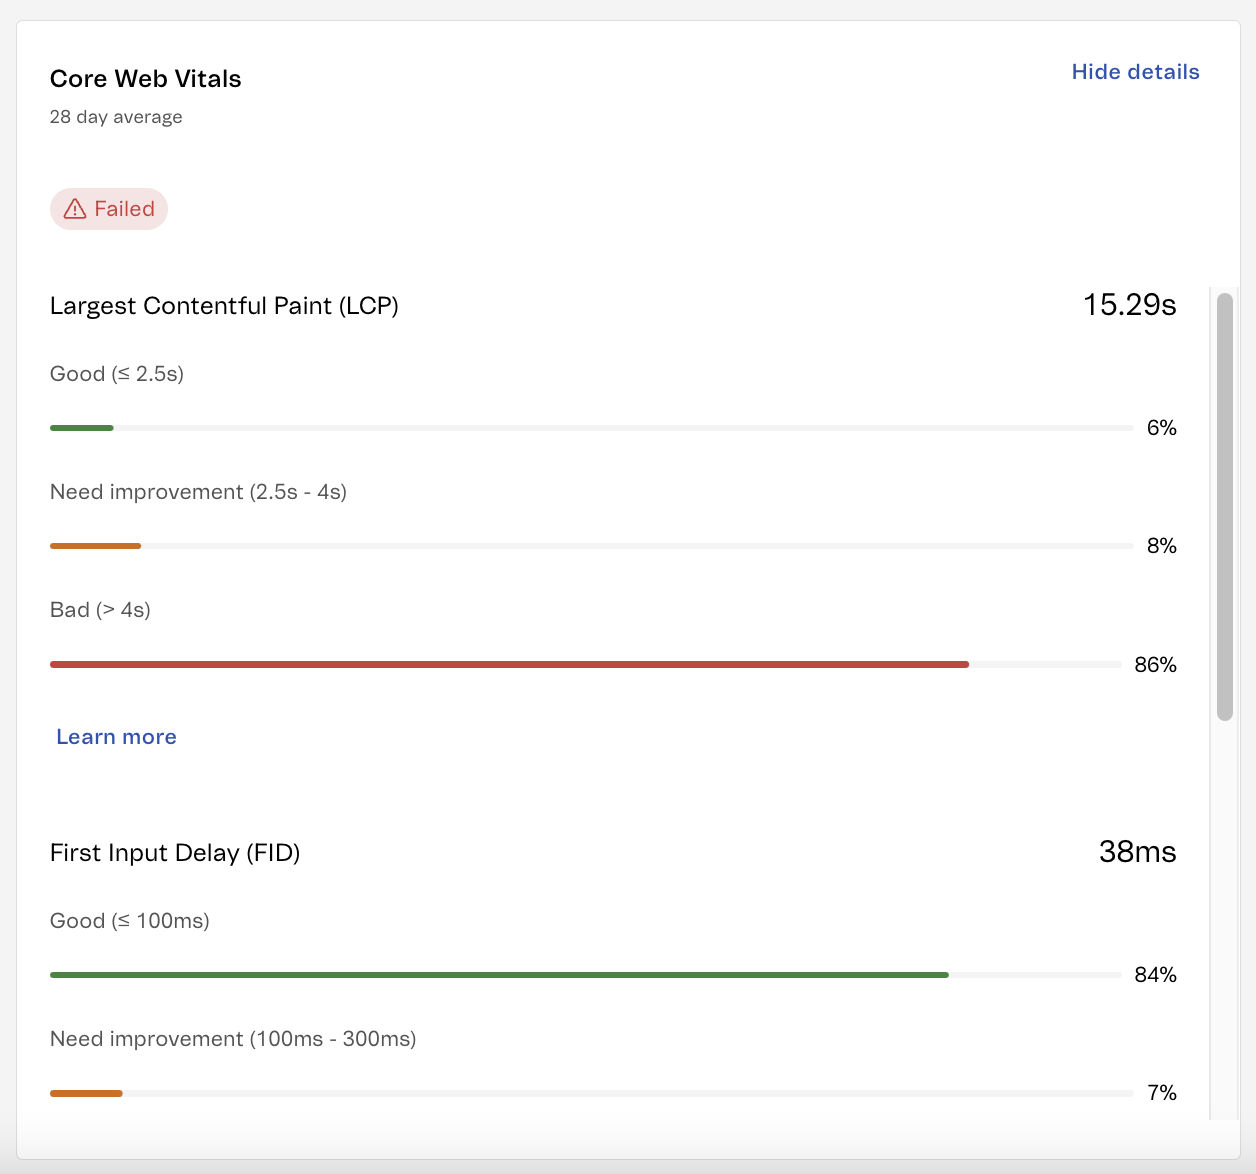 Core Web Vitals
Hide details
28 day average
Failed
Largest Contentful Paint (LCP)
15.29s
Good (≤ 2.5s)
6%
Need improvement (2.5s - 4s)
8%
Bad (> 4s)
86%
Learn more
First Input Delay (FID)
38ms
Good (≤ 100ms)
84%
Need improvement (100ms - 300ms)
7%